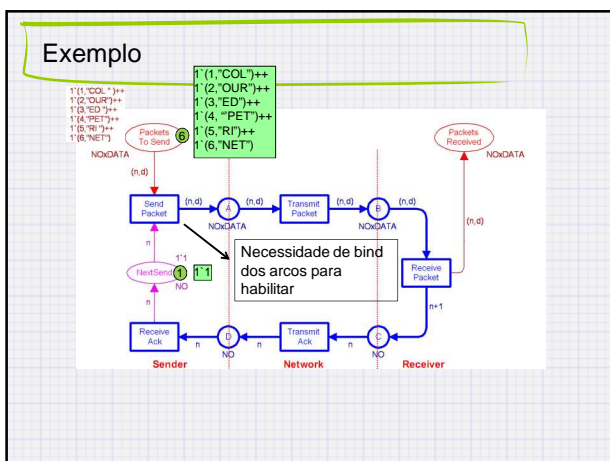 Exemplo
1`(1,"COL")++
1`(2,"OUR")++
1`(3,"ED")++
1`(4, "PET")++
1`(5,"RI")++
1`(6,"NET")
1`(1,"COL " )++
1`(2,"OUR")++
1`(3,"ED ")++
1`(4,"PET")++
1`(5,"RI ")++
1`(6,"NET")
Packets
To Send
6
NOxDATA
Packets
Received
NOxDATA
(n,d)
(n,d)
Send
Packet
(n,d)
A
NOxDATA
(n,d)
Transmit
Packet
(n,d)
B
NOxDATA
(n,d)
n
Necessidade de bind
dos arcos para
habilitar
1`1
NextSend
1
1`1
NO
Receive
Packet
n
n+1
Receive
Ack
n
D
NO
n
Transmit
Ack
n
C
NO
Sender
Network
Receiver